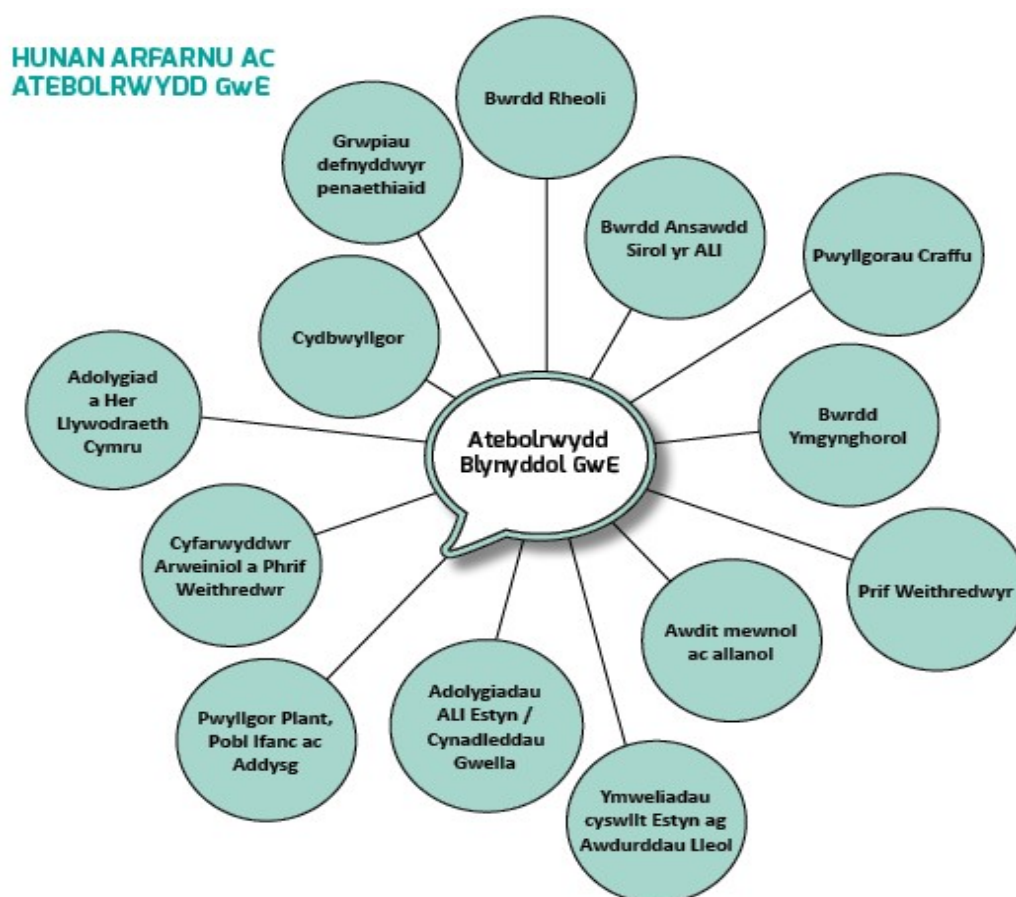 HUNAN ARFARNU AC
ATEBOLRWYDD GwE
Bwrdd Rheoli
Grwpiau
defnyddwyr
penaethiaid
Bwrdd Ansawdd
Sirol yr ALl
Pwyllgorau Craffu
Cydbwyllgor
Adolygiad
a Her
Llywodraeth
Cymru
Bwrdd
Ymgynghorol
Atebolrwydd
Blynyddol GwE
Cyfarwyddwr
Arweiniol a Phrif
Weithredwr
Prif Weithredwyr
Awdit mewnol
ac allanol
Pwyllgor Plant,
Pobl Ifanc ac
Addysg
Adolygiadau
ALl Estyn /
Cynadleddau
Gwella
Ymweliadau
cyswllt Estyn ag
Awdurddau Lleol